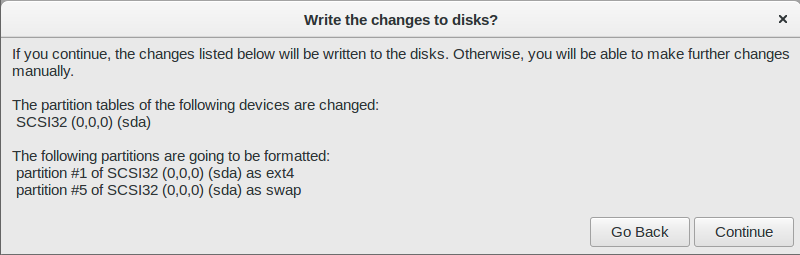 Write the changes to disks?
If you continue, the changes listed below will be written to the disks. Otherwise, you will be able to make further changes
manually.
The partition tables of the following devices are changed:
SCSI32 (0,0,0) (sda)
The following partitions are going to be formatted:
partition #1 of SCSI32 (0,0,0) (sda) as ext4
partition #5 of SCSI32 (0,0,0) (sda) as swap
Go Back Continue